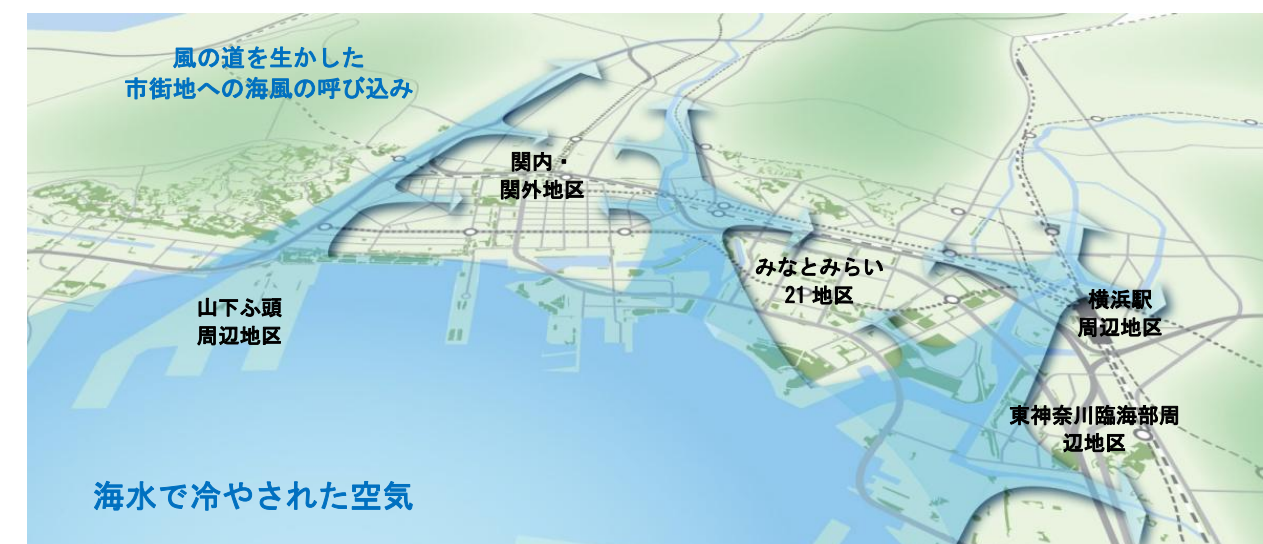 風の道を生かした
市街地への海風の呼び込み
関内・
関外地区
みなとみらい
21 地区
山下ふ頭
周辺地区
横浜駅
周辺地区
東神奈川臨海部周
辺地区
海水で冷やされた空気